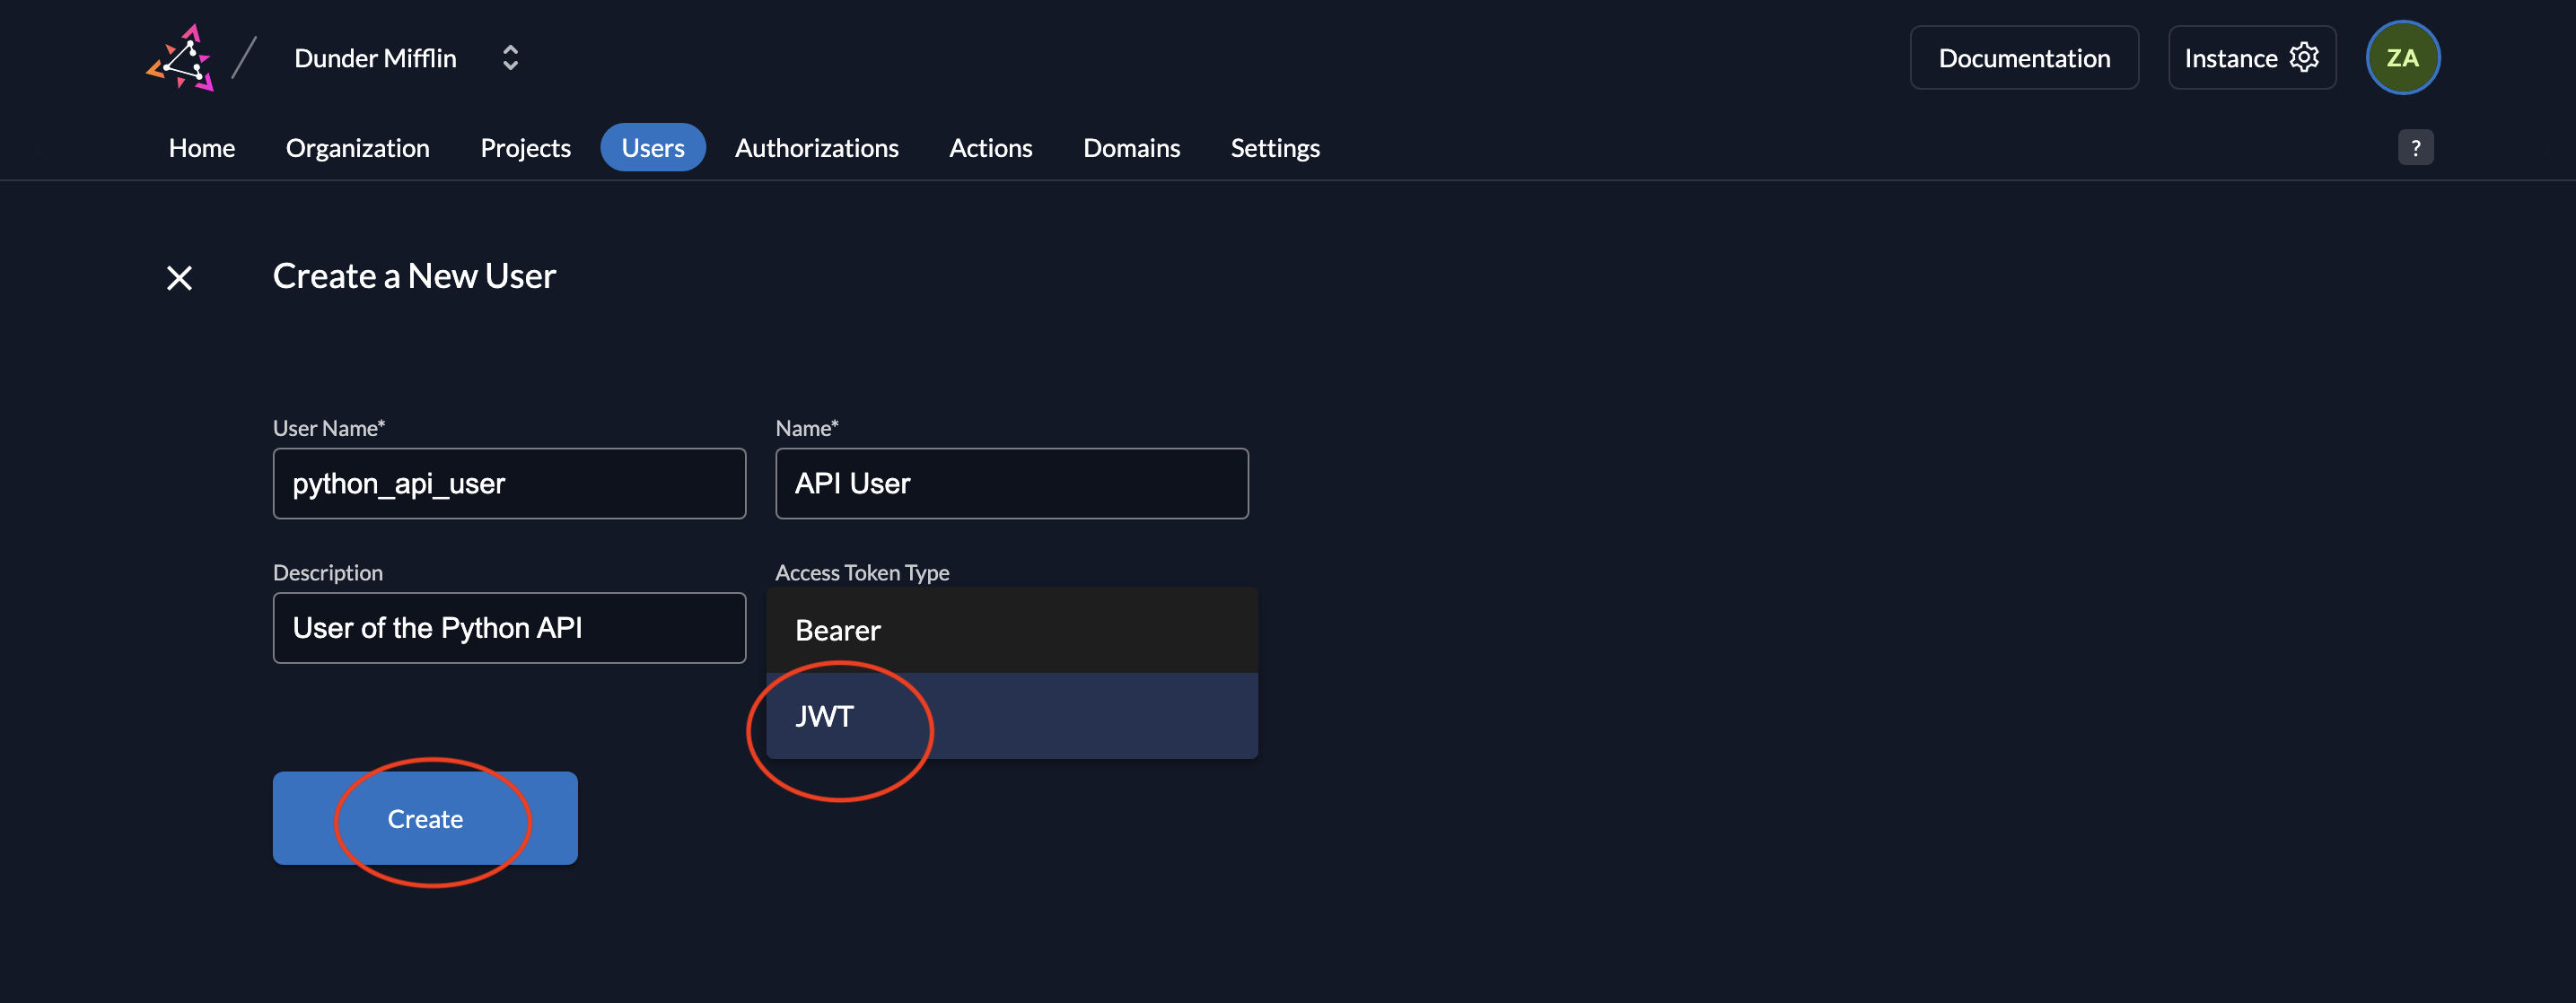 Dunder Mifflin
Documentation
Instance
ZA
Home
Organization
Projects
Users
Authorizations
Actions
Domains
Settings
?
Create a New User
User Name*
Name*
python_api_user
API User
Description
Access Token Type
User of the Python API
Bearer
JWT
Create